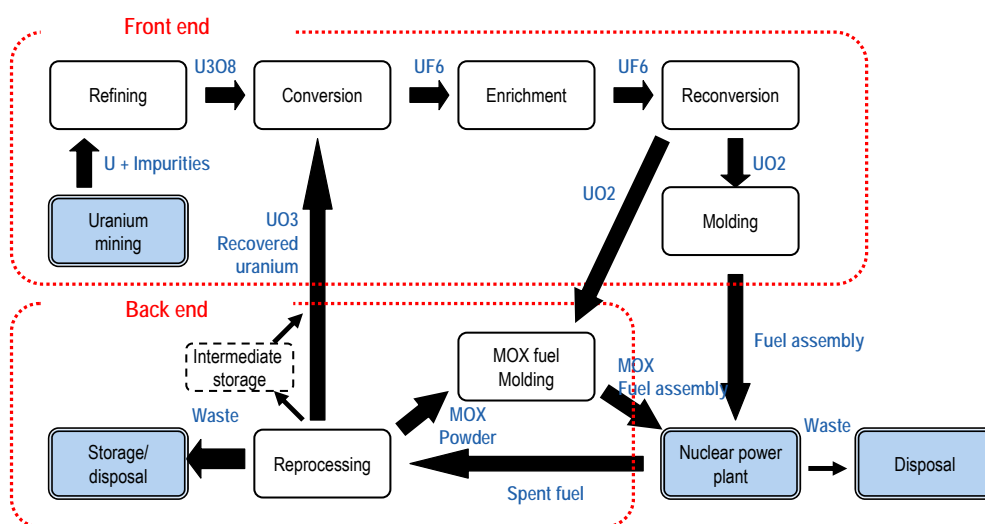 Front end
U3O8
UF6
UF6
Refining
Conversion
Enrichment
Reconversion
U + Impurities
UO2
UO2
Uranium
mining
Molding
UO3
Recovered
uranium
Back end
Intermediate
storage
MOX fuel
Molding
Fuel assembly
MOX
Fuel assembly
Waste
MOX
Powder
Waste
Storage/
disposal
Reprocessing
Nuclear power
plant
Disposal
Spent fuel